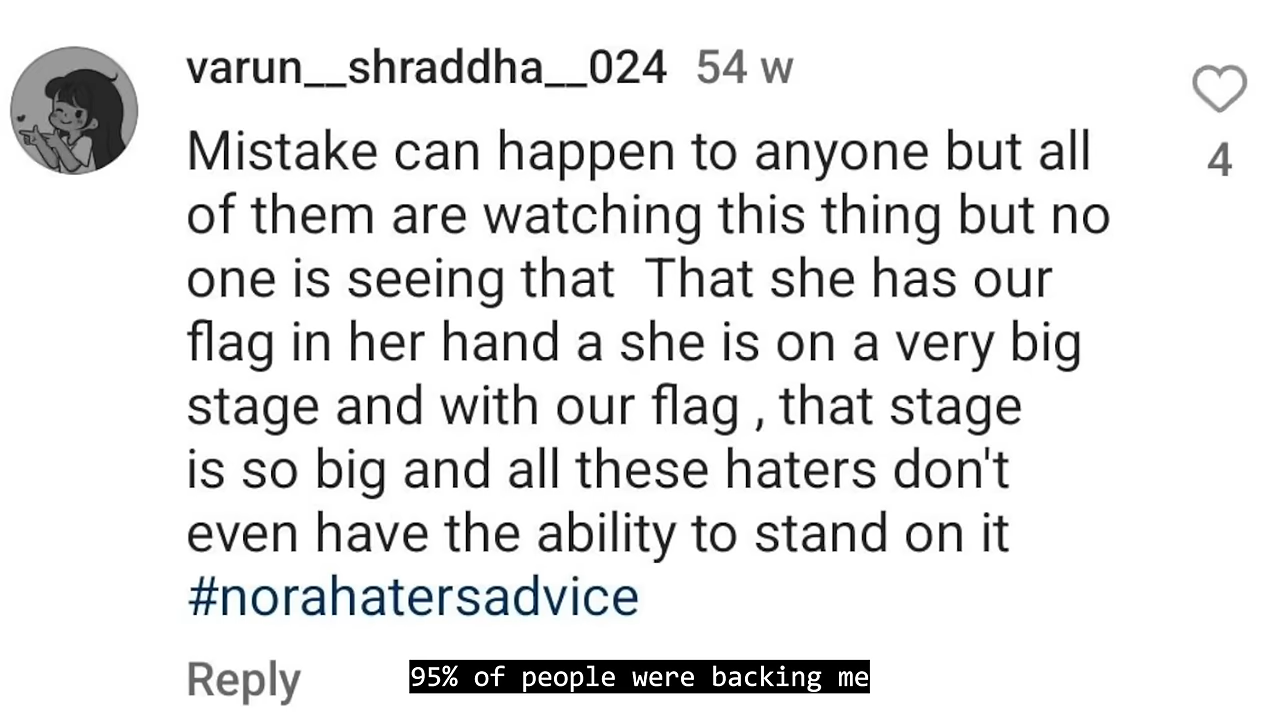 varun__shraddha__024 54 w
Mistake can happen to anyone but all
of them are watching this thing but no
one is seeing that  That she has our
flag in her hand a she is on a very big
stage and with our flag , that stage
is so big and all these haters don't
even have the ability to stand on it
#norahatersadvice
4
Reply
95% of people were backing me